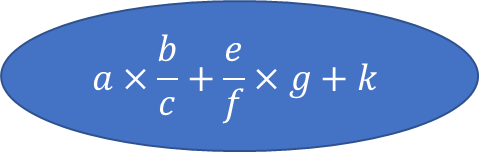 a × b/c + e/f × g + k